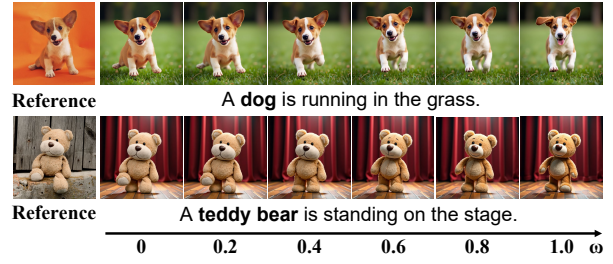 Reference
A dog is running in the grass.
Reference
A teddy bear is standing on the stage.
0 0.2 0.4 0.6 0.8 1.0 ω